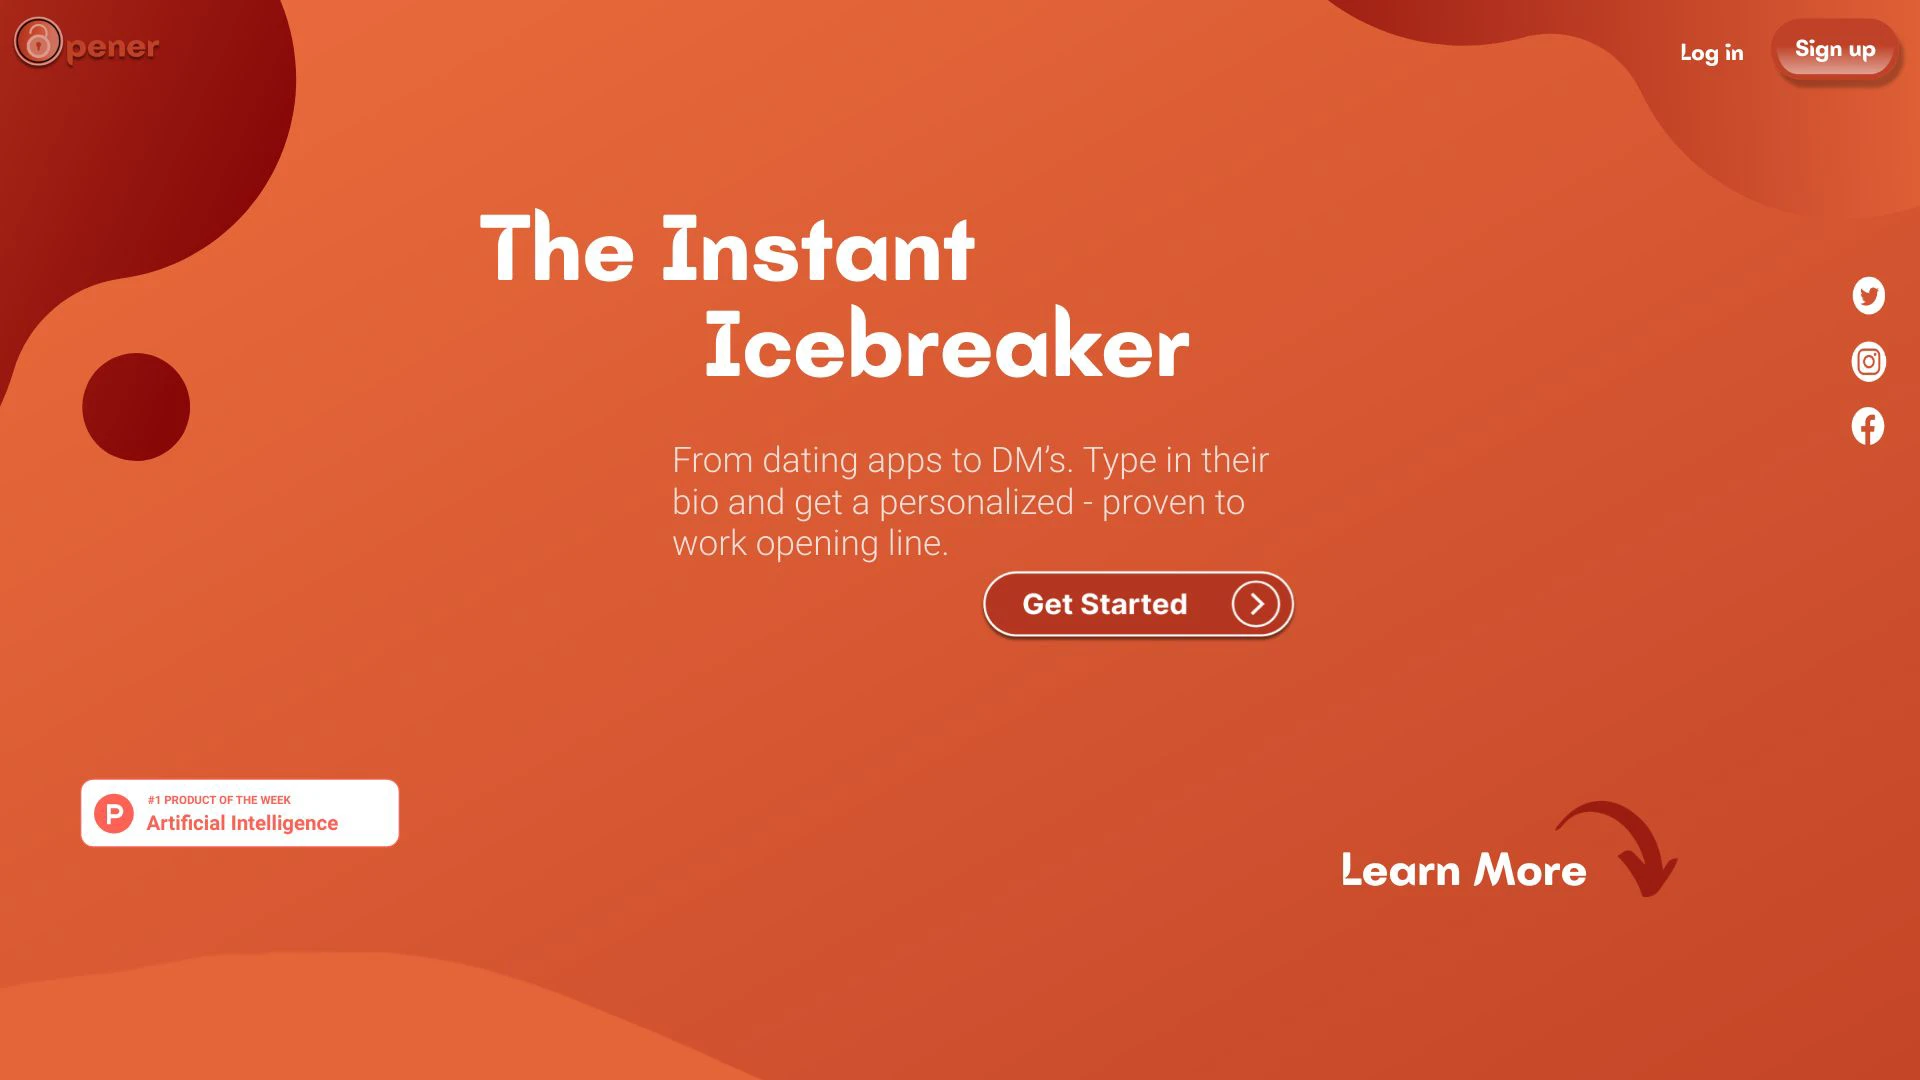 pener
Log in
Sign up
The Instant
Icebreaker
From dating apps to DM's. Type in their
bio and get a personalized - proven to
work opening line.
Get Started
P
#1 PRODUCT OF THE WEEK
Artificial Intelligence
Learn More